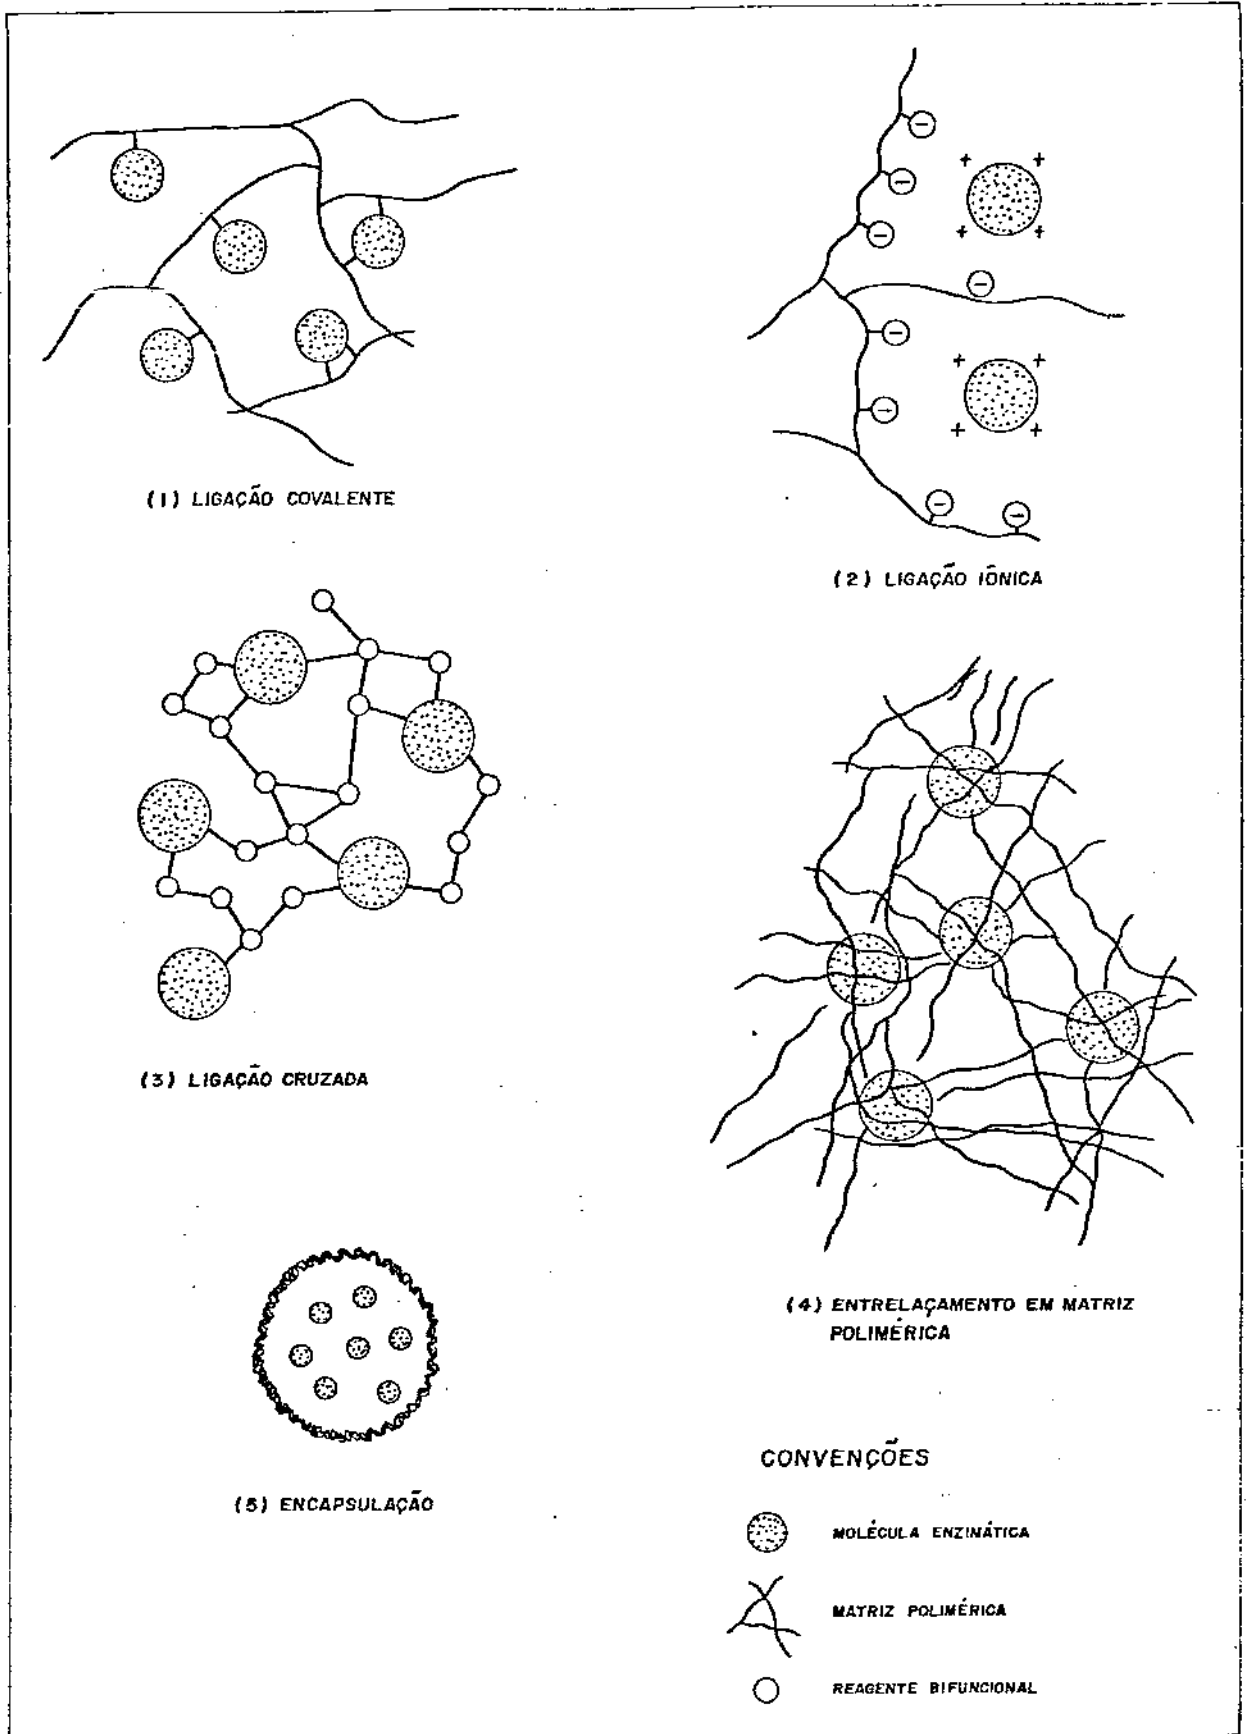 (1) LIGAÇÃO COVALENTE
(2) LIGAÇÃO IÔNICA
(3) LIGAÇÃO CRUZADA
(4) ENTRELAÇAMENTO EM MATRIZ
POLIMÉRICA
(5) ENCAPSULAÇÃO
CONVENÇÕES
MOLÉCULA ENZIMÁTICA
MATRIZ POLIMÉRICA
REAGENTE BIFUNCIONAL